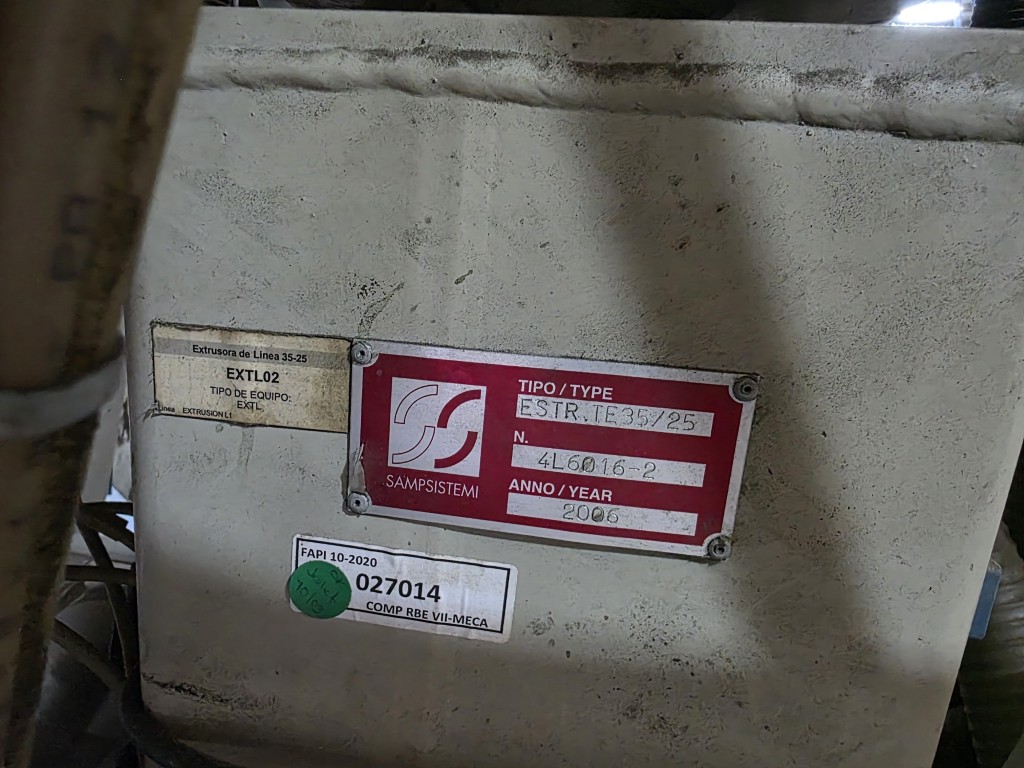 Extrusora de Linea 35-25
EXTL02
TIPO DE EQUIPO:
EXTL
Linea EXTRUSION L1
SAMPSISTEMI
TIPO / TYPE
ESTR.TE35/25
N.
4L6016-2
ANNO / YEAR
2006
FAPI 10-2020
027014
COMP RBE VII-MECA